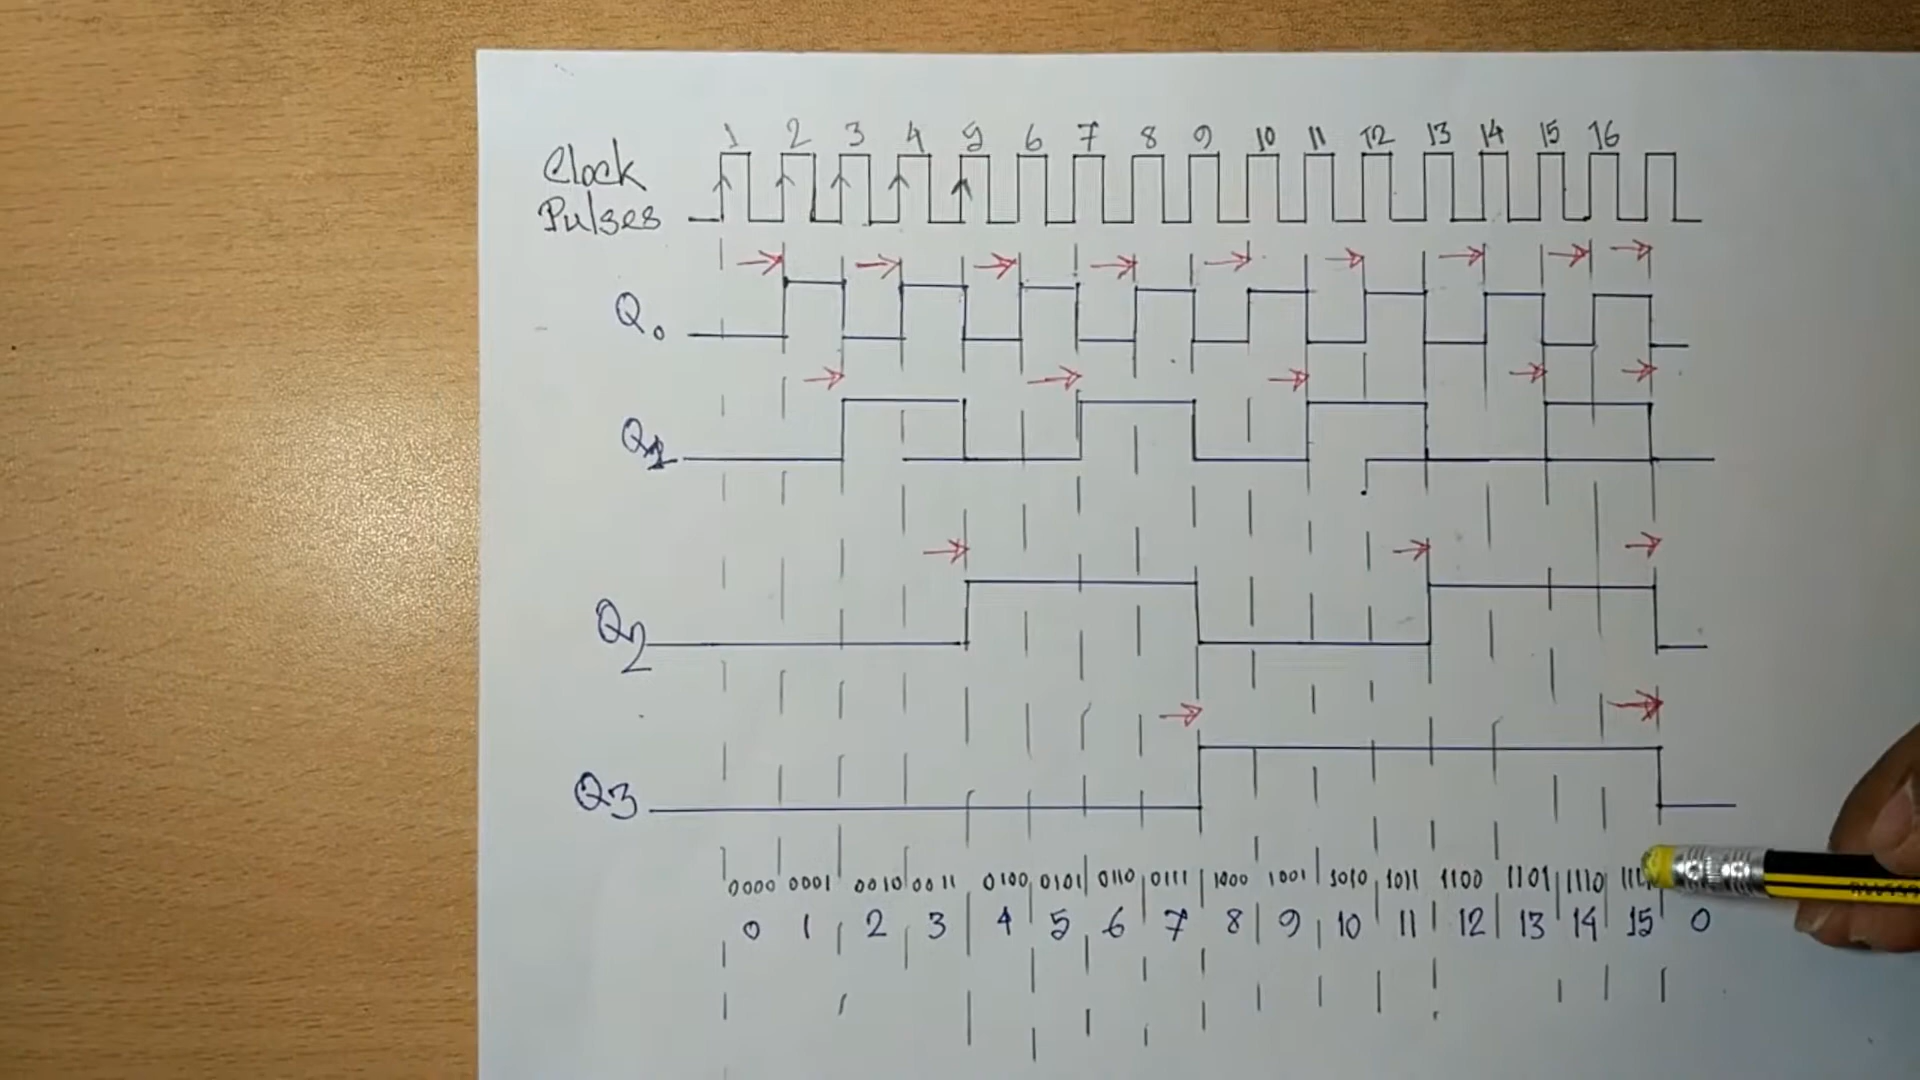 1 2 3 4 5 6 7 8 9 10 11 12 13 14 15 16
Clock
Pulses
Q0
Q1
Q2
Q3
0000 0001 0010 0011 0100 0101 0110 0111 1000 1001 1010 1011 1100 1101 1110
0 1 2 3 4 5 6 7 8 9 10 11 12 13 14 15 0